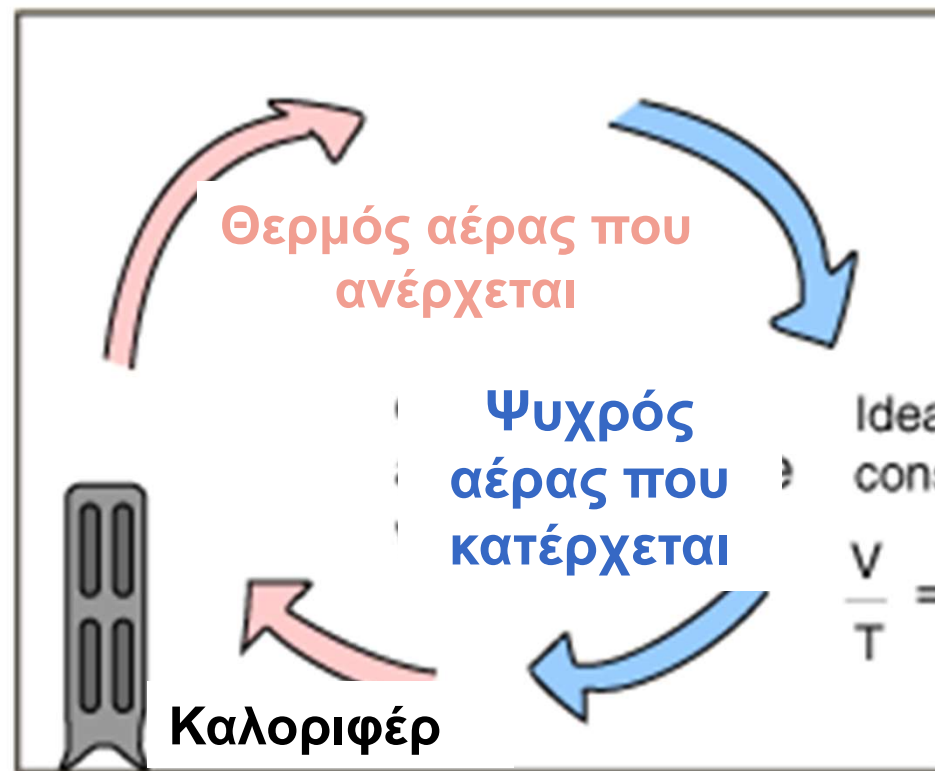 Θερμός αέρας που
ανέρχεται
Ψυχρός
αέρας που
κατέρχεται
V
T
=
Καλοριφέρ